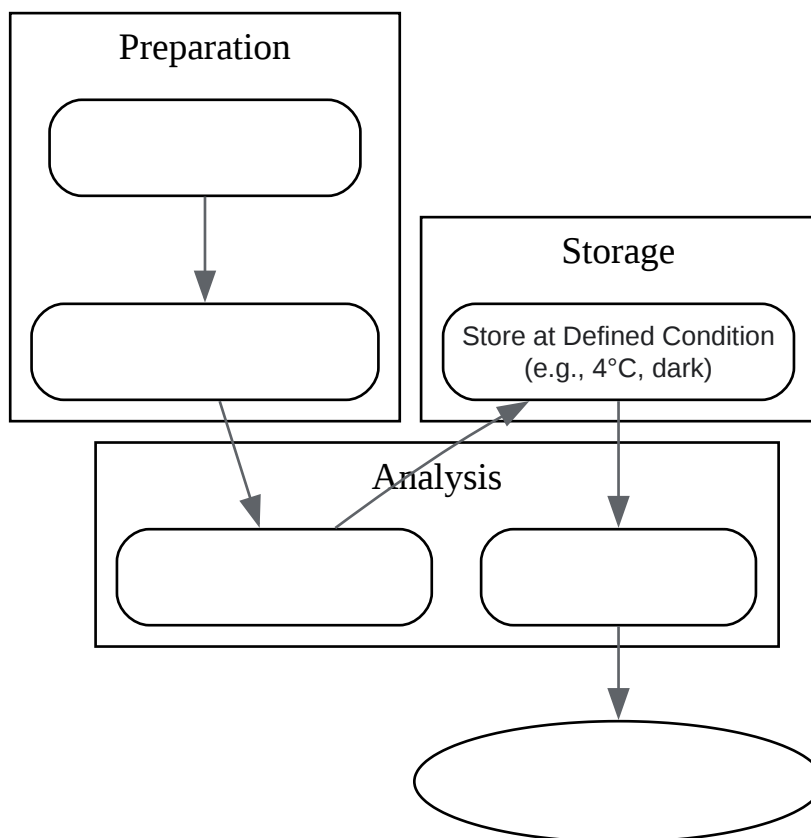 Preparation
Storage
Store at Defined Condition
(e.g., 4°C, dark)
Analysis